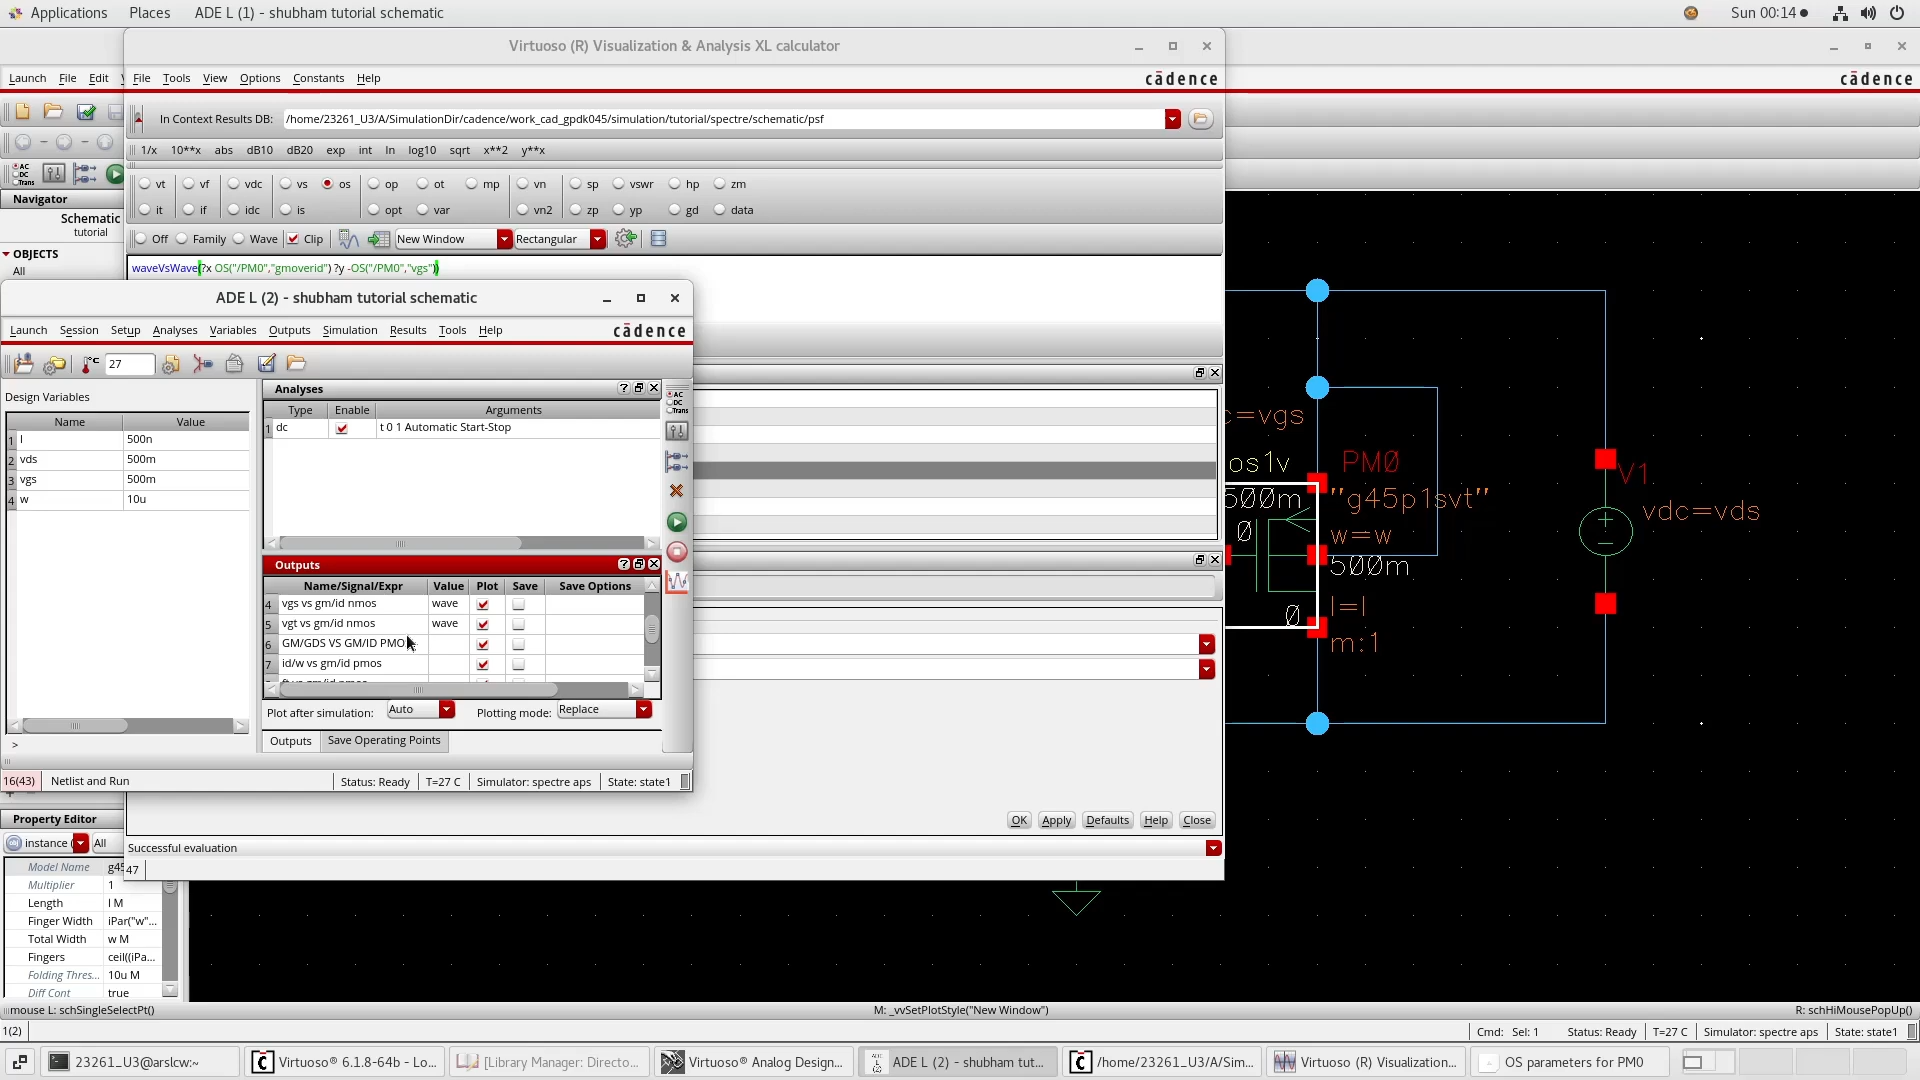 Applications Places ADE L (1) - shubham tutorial schematic Sun 00:14
Virtuoso (R) Visualization & Analysis XL calculator
Launch File Edit
File Tools View Options Constants Help cādence
cādence
In Context Results DB: /home/23261_U3/A/SimulationDir/cadence/work_cad_gpdk045/simulation/tutorial/spectre/schematic/psf
1/x 10**x abs dB10 dB20 exp int ln log10 sqrt x**2 y**x
vt vf vdc vs os op ot mp vn sp vswr hp zm
it if idc is opt var vn2 zp yp gd data
Off Family Wave Clip New Window Rectangular
waveVsWave(?x OS("/PM0","gmoverid") ?y -OS("/PM0","vgs"))
AC
DC
Trans
Navigator
Schematic
tutorial
OBJECTS
All
ADE L (2) - shubham tutorial schematic
Launch Session Setup Analyses Variables Outputs Simulation Results Tools Help cādence
°C 27
Design Variables
Name Value
1 l 500n
2 vds 500m
3 vgs 500m
4 w 10u
>
Analyses
Type Enable Arguments
1 dc t 0 1 Automatic Start-Stop
AC
DC
Trans
Outputs
Name/Signal/Expr Value Plot Save Save Options
4 vgs vs gm/id nmos wave
5 vgt vs gm/id nmos wave
6 GM/GDS VS GM/ID PMO
7 id/w vs gm/id pmos
Plot after simulation: Auto Plotting mode: Replace
Outputs Save Operating Points
16(43) Netlist and Run Status: Ready T=27 C Simulator: spectre aps State: state1
OK Apply Defaults Help Close
Successful evaluation
47
c=vgs
os1v PM0
500m "g45p1svt"
0 w=w
500m
0 l=l
m:1
V1
vdc=vds
Property Editor
instance All
Model Name g45
Multiplier 1
Length l M
Finger Width iPar("w"...
Total Width w M
Fingers ceil((iPa...
Folding Thres... 10u M
Diff Cont true
mouse L: schSingleSelectPt() M: _vvSetPlotStyle("New Window") R: schHiMousePopUp()
1(2) Cmd: Sel: 1 Status: Ready T=27 C Simulator: spectre aps State: state1
23261_U3@arslcw:~ Virtuoso® 6.1.8-64b - Lo... [Library Manager: Directo... Virtuoso® Analog Design... ADE L (2) - shubham tut... /home/23261_U3/A/Sim... Virtuoso (R) Visualization... OS parameters for PM0